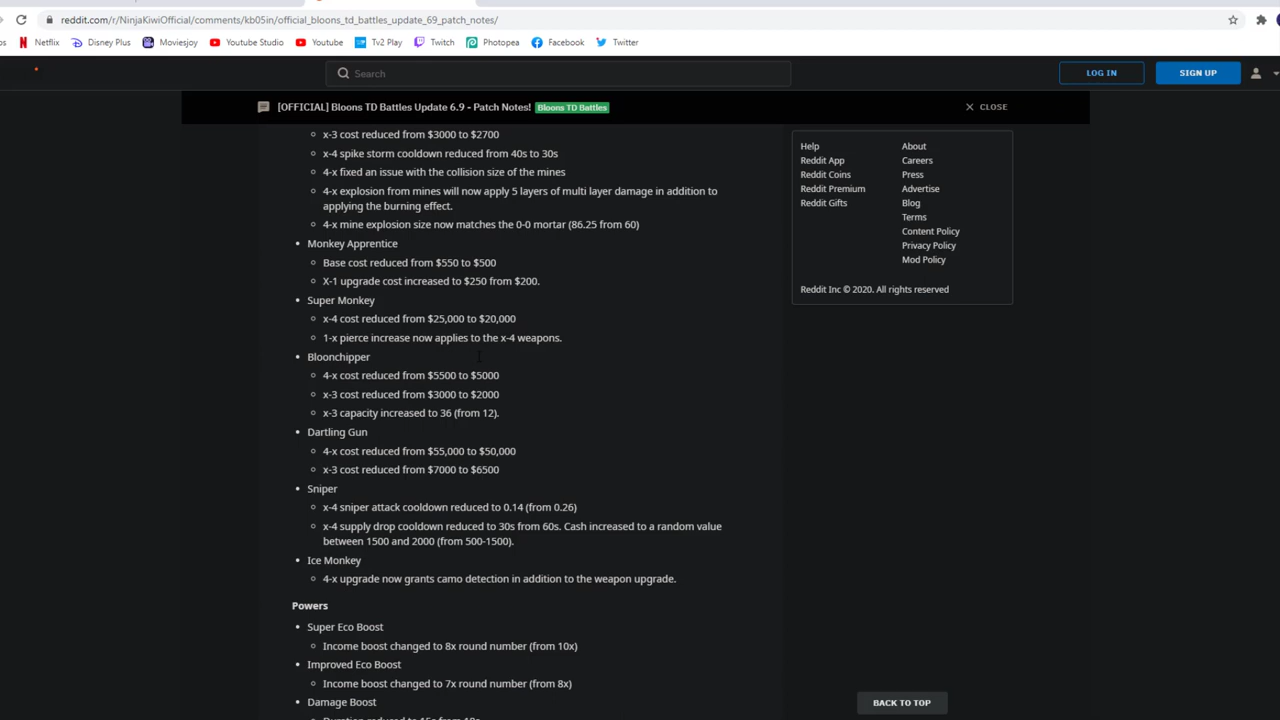 reddit.com/r/NinjaKiwiOfficial/comments/kb05in/official_bloons_td_battles_update_69_patch_notes/
Netflix Disney Plus Moviesjoy Youtube Studio Youtube Tv2 Play Twitch Photopea Facebook Twitter
Search LOG IN SIGN UP
[OFFICIAL] Bloons TD Battles Update 6.9 - Patch Notes! Bloons TD Battles CLOSE
x-3 cost reduced from $3000 to $2700
x-4 spike storm cooldown reduced from 40s to 30s
4-x fixed an issue with the collision size of the mines
4-x explosion from mines will now apply 5 layers of multi layer damage in addition to
applying the burning effect.
4-x mine explosion size now matches the 0-0 mortar (86.25 from 60)
Monkey Apprentice
Base cost reduced from $550 to $500
X-1 upgrade cost increased to $250 from $200.
Super Monkey
x-4 cost reduced from $25,000 to $20,000
1-x pierce increase now applies to the x-4 weapons.
Bloonchipper
4-x cost reduced from $5500 to $5000
x-3 cost reduced from $3000 to $2000
x-3 capacity increased to 36 (from 12).
Dartling Gun
4-x cost reduced from $55,000 to $50,000
x-3 cost reduced from $7000 to $6500
Sniper
x-4 sniper attack cooldown reduced to 0.14 (from 0.26)
x-4 supply drop cooldown reduced to 30s from 60s. Cash increased to a random value
between 1500 and 2000 (from 500-1500).
Ice Monkey
4-x upgrade now grants camo detection in addition to the weapon upgrade.
Powers
Super Eco Boost
Income boost changed to 8x round number (from 10x)
Improved Eco Boost
Income boost changed to 7x round number (from 8x)
Damage Boost
Help About
Reddit App Careers
Reddit Coins Press
Reddit Premium Advertise
Reddit Gifts Blog
Terms
Content Policy
Privacy Policy
Mod Policy
Reddit Inc © 2020. All rights reserved
BACK TO TOP